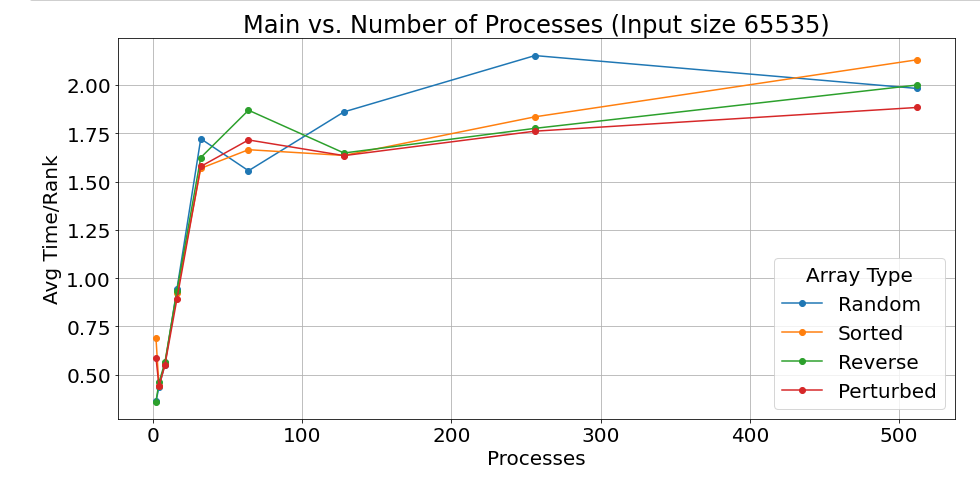 Main vs. Number of Processes (Input size 65535)
Avg Time/Rank
2.00
1.75
1.50
1.25
1.00
0.75
0.50
Array Type
Random
Sorted
Reverse
Perturbed
0 100 200 300 400 500
Processes